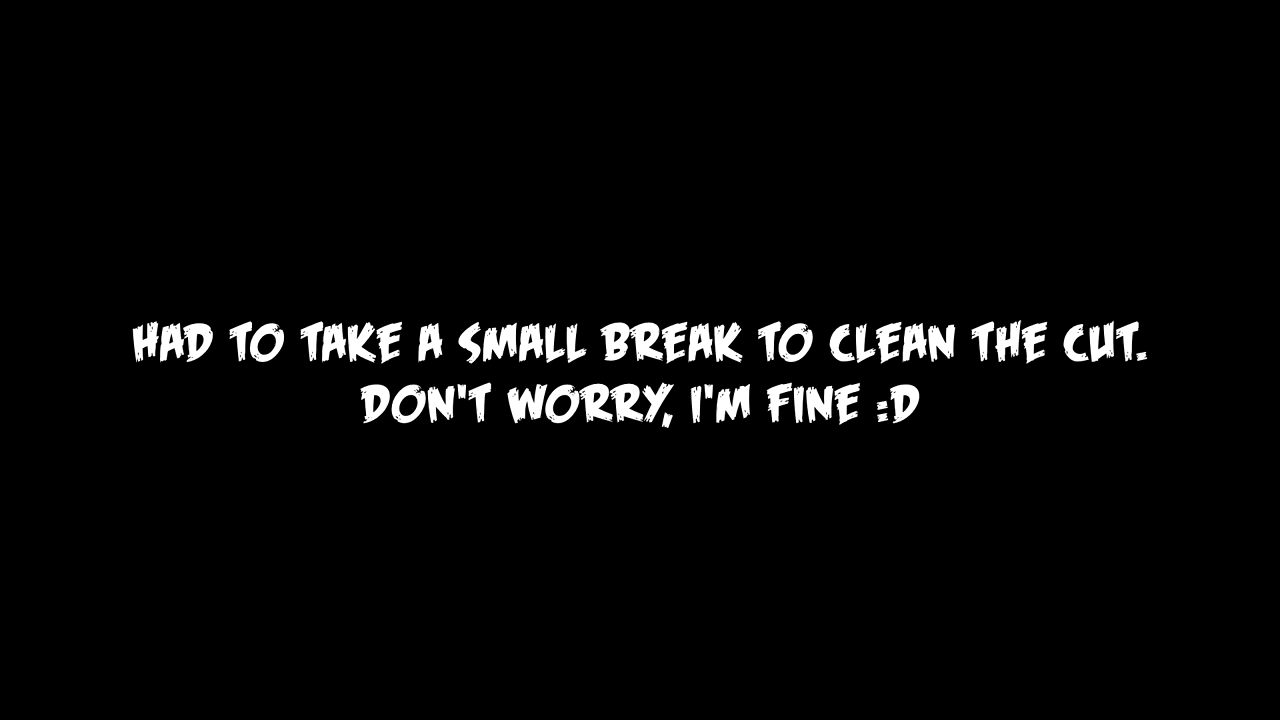 HAD TO TAKE A SMALL BREAK TO CLEAN THE CUT.
DON'T WORRY, I'M FINE :D